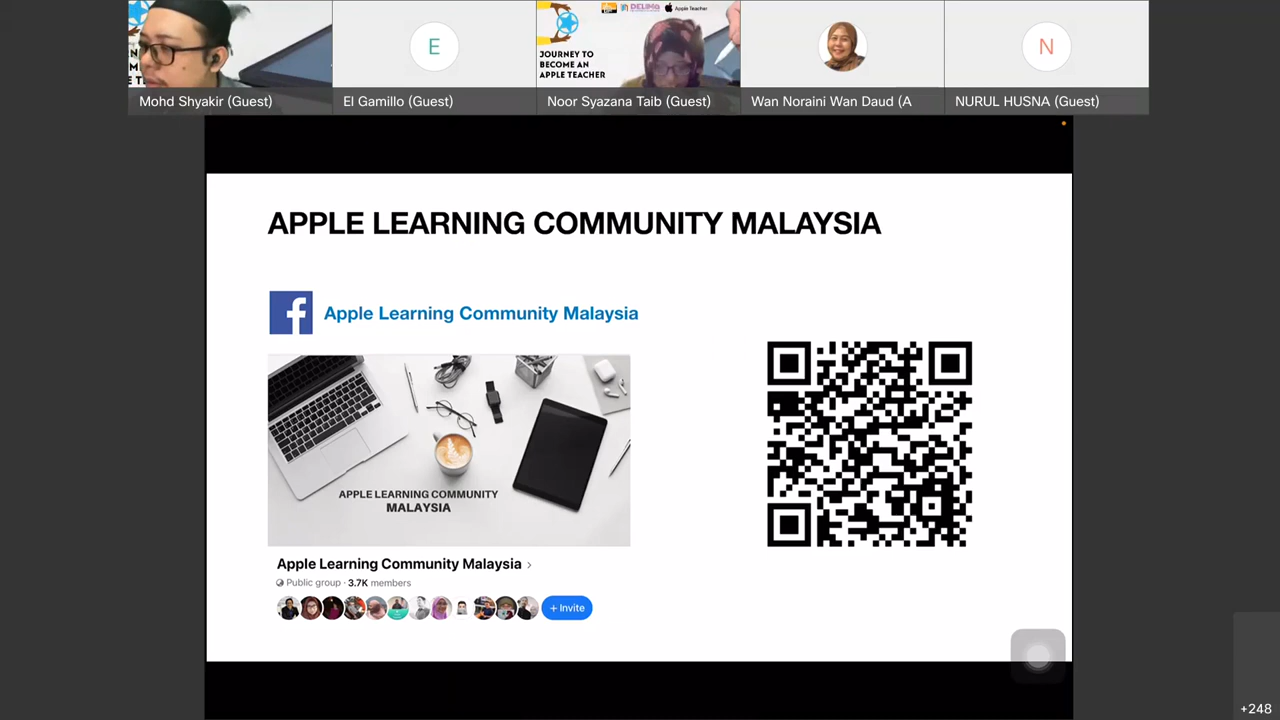 DELIMa
Apple Teacher
JOURNEY TO
BECOME AN
APPLE TEACHER
E
N
Mohd Shyakir (Guest)
El Gamillo (Guest)
Noor Syazana Taib (Guest)
Wan Noraini Wan Daud (A
NURUL HUSNA (Guest)
APPLE LEARNING COMMUNITY MALAYSIA
f
Apple Learning Community Malaysia
APPLE LEARNING COMMUNITY
MALAYSIA
Apple Learning Community Malaysia
Public group · 3.7K members
+ Invite
+248